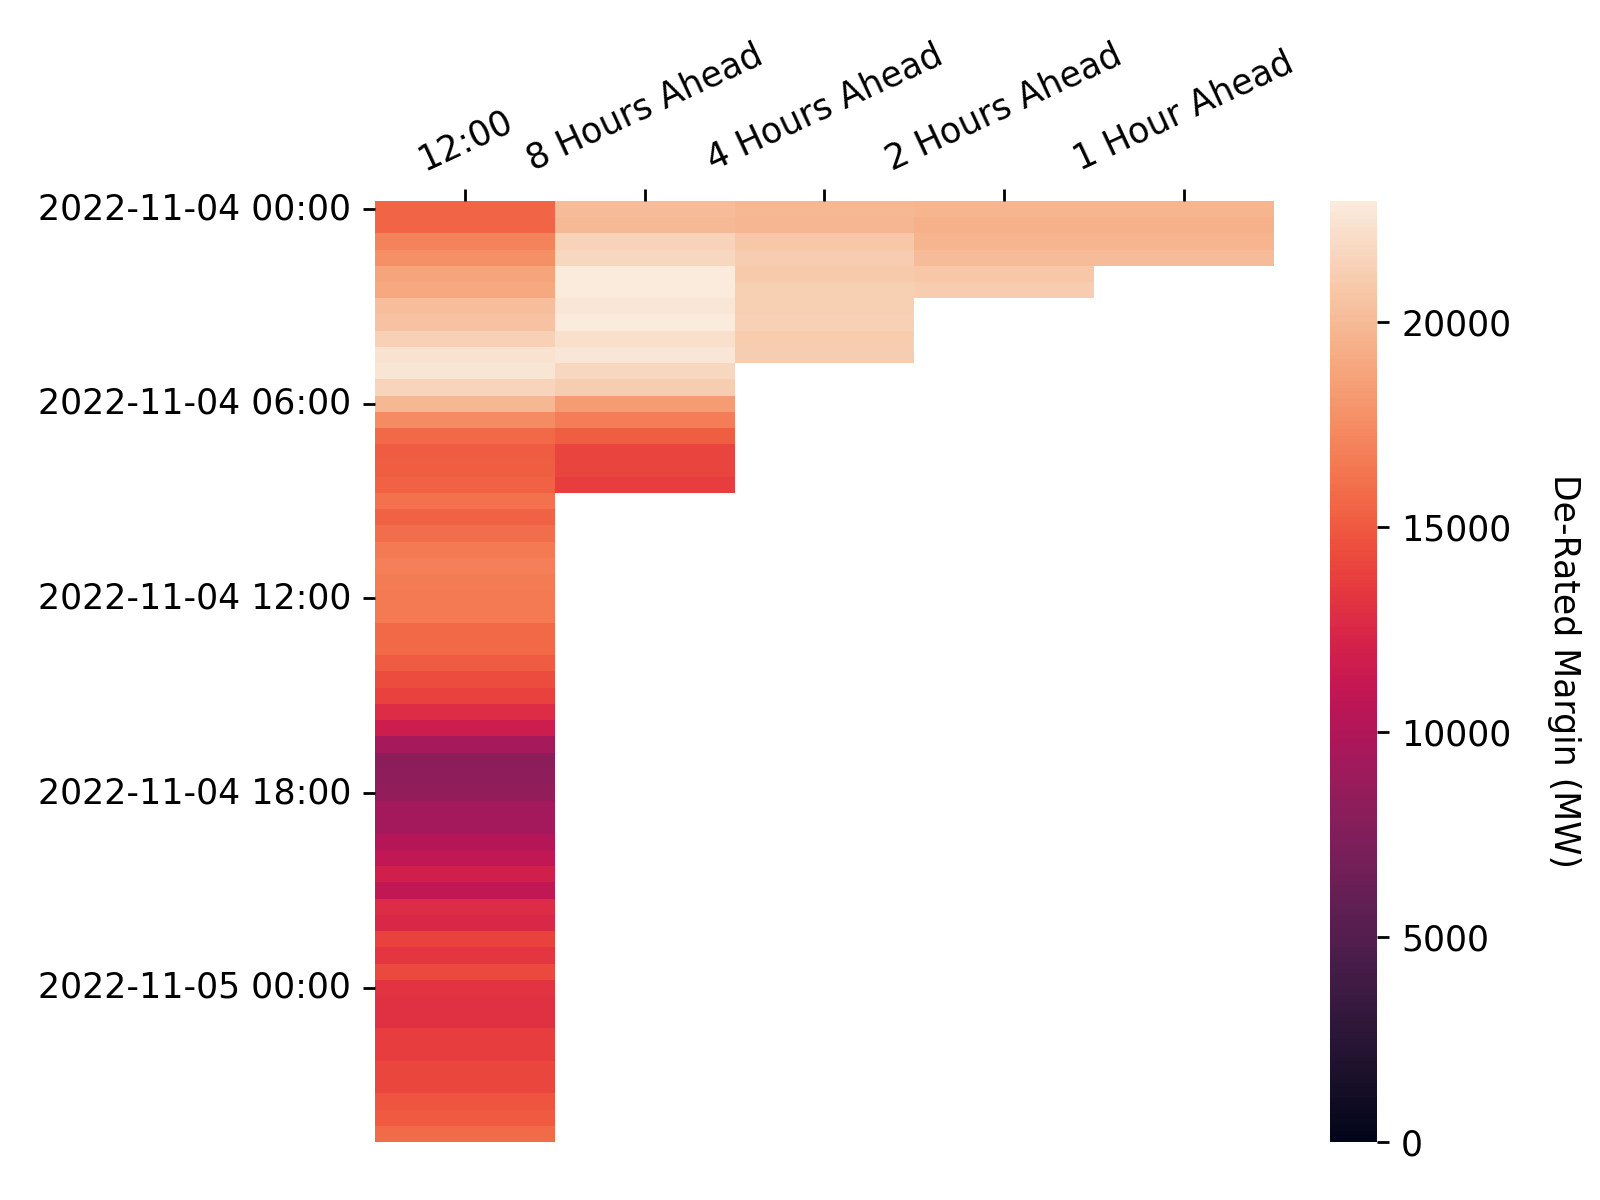 12:00
8 Hours Ahead
4 Hours Ahead
2 Hours Ahead
1 Hour Ahead
2022-11-04 00:00
2022-11-04 06:00
2022-11-04 12:00
2022-11-04 18:00
2022-11-05 00:00
20000
15000
10000
5000
0
De-Rated Margin (MW)